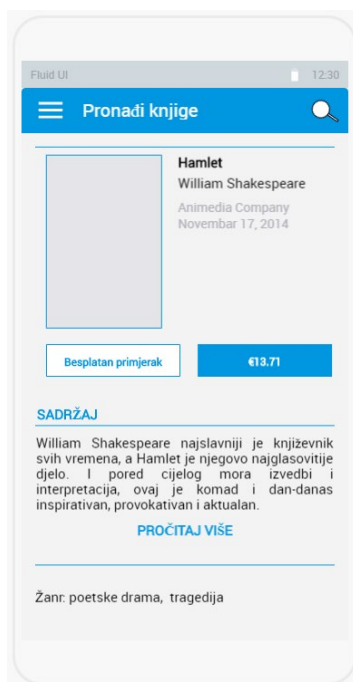 Fluid UI 12:30
Pronađi knjige
Hamlet
William Shakespeare
Animedia Company
Novembar 17, 2014
Besplatan primjerak
€13.71
SADRŽAJ
William Shakespeare najslavniji je književnik
svih vremena, a Hamlet je njegovo najglasovitije
djelo. I pored cijelog mora izvedbi i
interpretacija, ovaj je komad i dan-danas
inspirativan, provokativan i aktualan.
PROČITAJ VIŠE
Žanr: poetske drama, tragedija